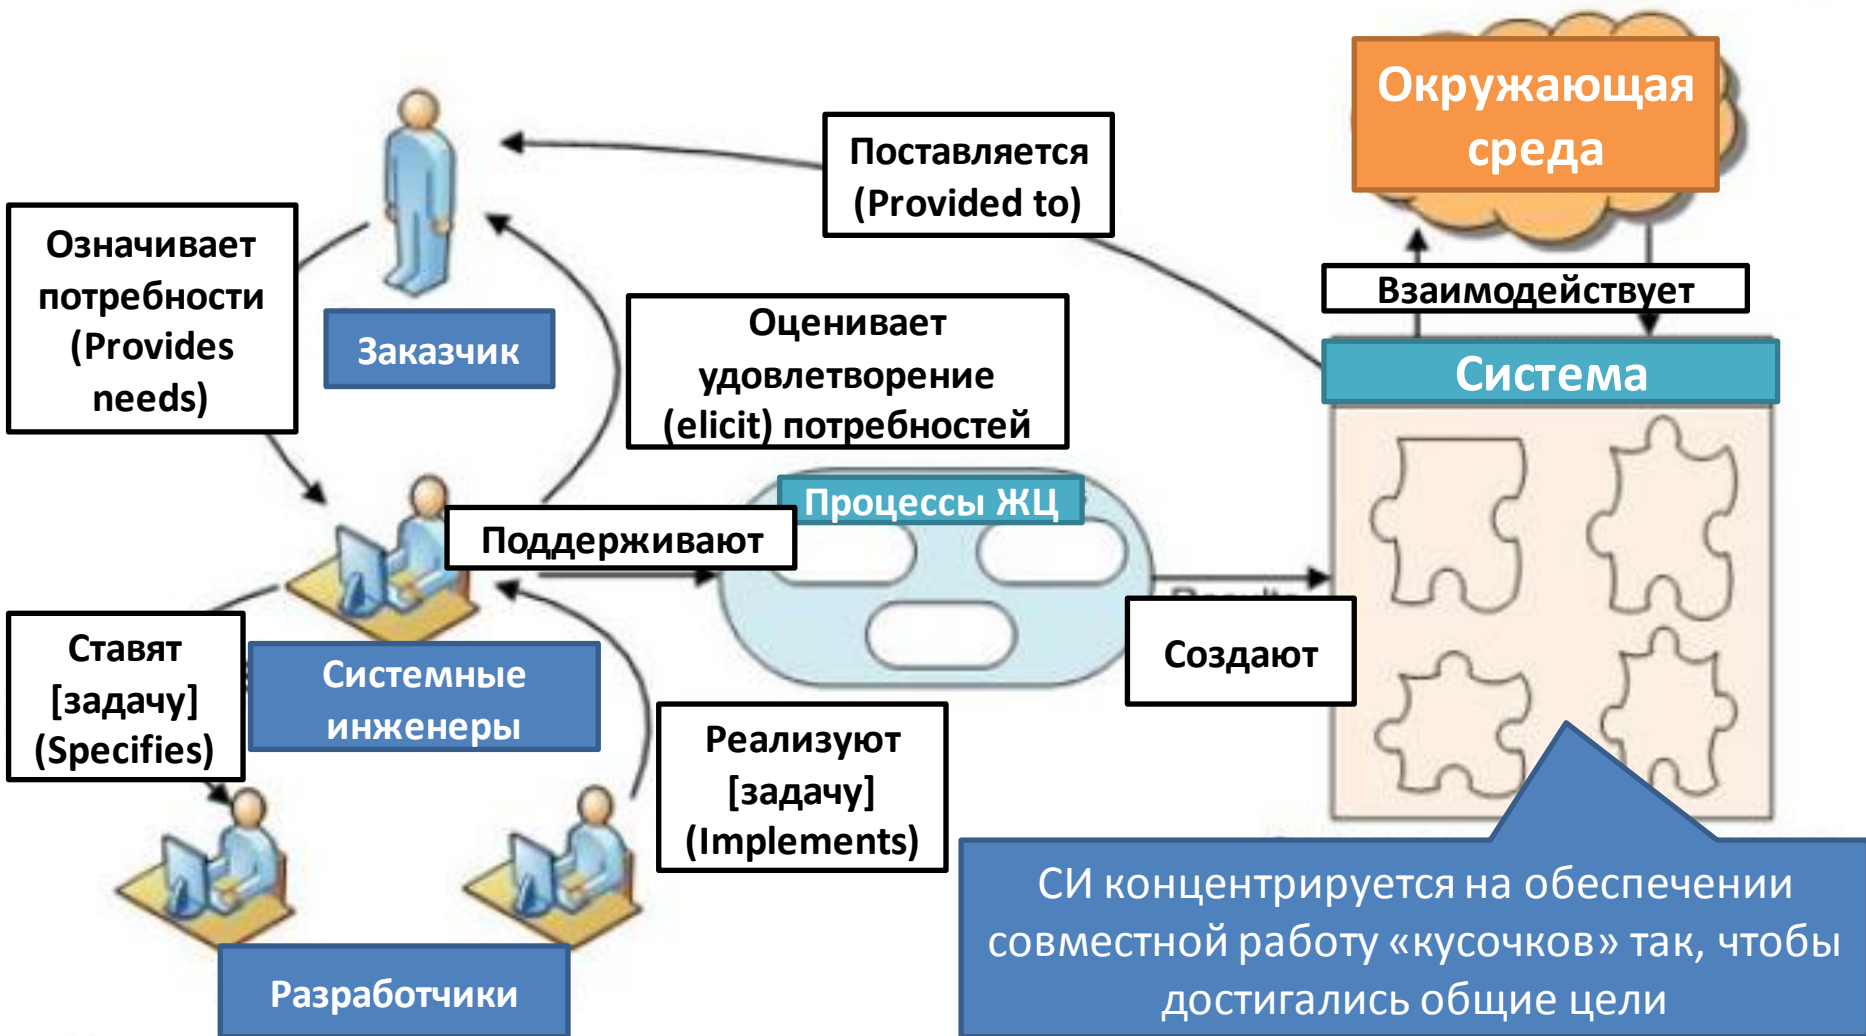 Окружающая
среда
Поставляется
(Provided to)
Означивает
потребности
(Provides
needs)
Взаимодействует
Заказчик
Оценивает
удовлетворение
(elicit) потребностей
Система
Процессы ЖЦ
Поддерживают
Ставят
[задачу]
(Specifies)
Системные
инженеры
Создают
Реализуют
[задачу]
(Implements)
СИ концентрируется на обеспечении
совместной работу «кусочков» так, чтобы
достигались общие цели
Разработчики